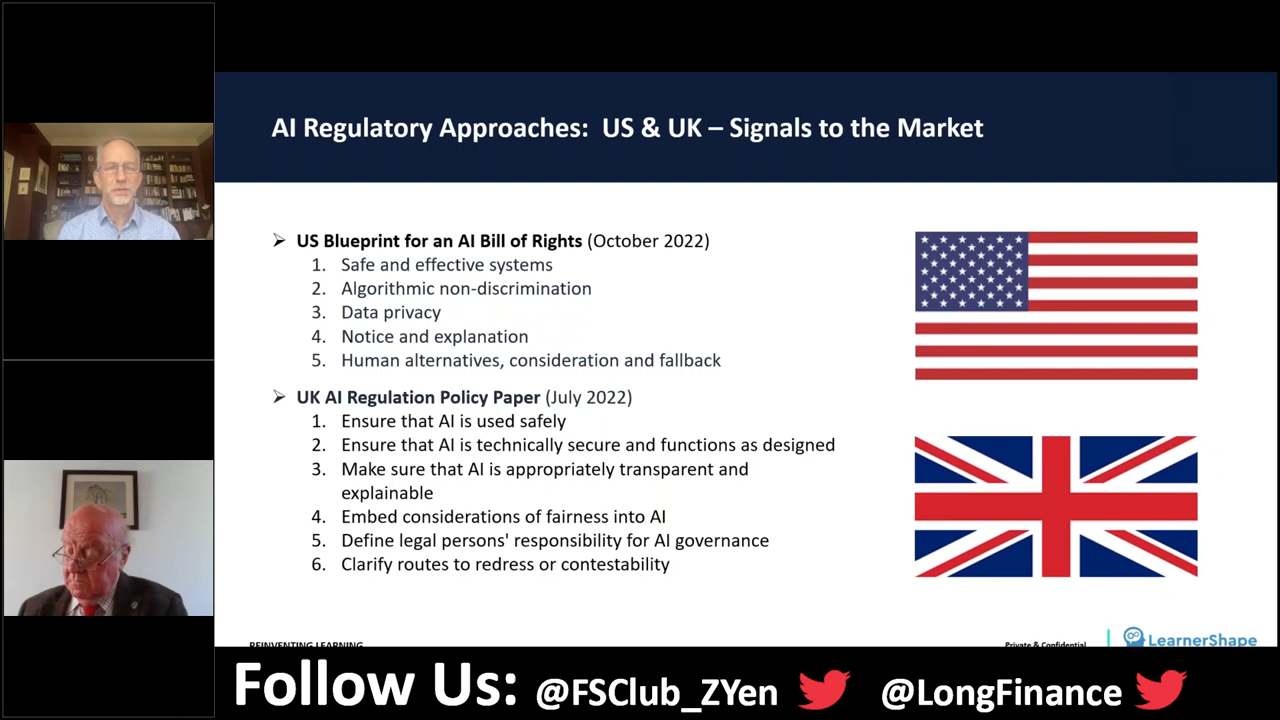 AI Regulatory Approaches:  US & UK – Signals to the Market
➢ US Blueprint for an AI Bill of Rights (October 2022)
1. Safe and effective systems
2. Algorithmic non-discrimination
3. Data privacy
4. Notice and explanation
5. Human alternatives, consideration and fallback
➢ UK AI Regulation Policy Paper (July 2022)
1. Ensure that AI is used safely
2. Ensure that AI is technically secure and functions as designed
3. Make sure that AI is appropriately transparent and
explainable
4. Embed considerations of fairness into AI
5. Define legal persons' responsibility for AI governance
6. Clarify routes to redress or contestability
REINVENTING LEARNING
Private & Confidential
LearnerShape
Follow Us: @FSClub_ZYen @LongFinance